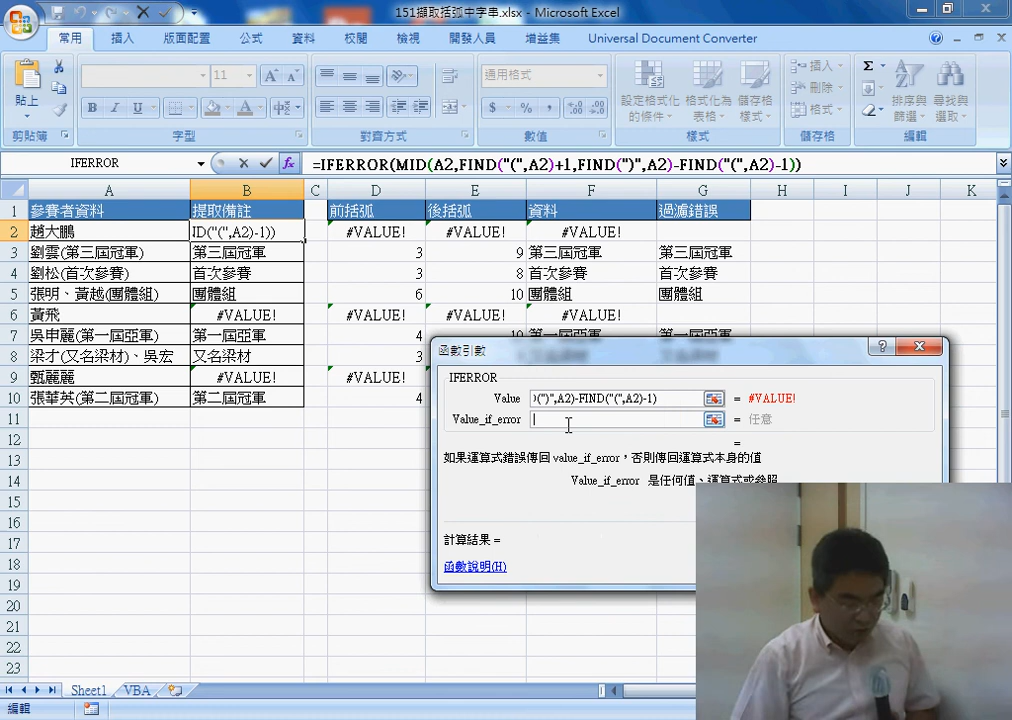 151擷取括弧中字串.xlsx - Microsoft Excel
常用 插入 版面配置 公式 資料 校閱 檢視 開發人員 增益集 Universal Document Converter
貼上 11 A A 通用格式 設定格式化的條件 格式化為表格 儲存格樣式 插入 刪除 格式 Σ 排序與篩選 尋找與選取
B I U A 中 $ % ,
剪貼簿 字型 對齊方式 數值 樣式 儲存格 編輯
IFERROR fx =IFERROR(MID(A2,FIND("(",A2)+1,FIND(")",A2)-FIND("(",A2)-1))
A B C D E F G H I J K
1 參賽者資料 提取備註 前括弧 後括弧 資料 過濾錯誤
2 趙大鵬 ID("(",A2)-1)) #VALUE! #VALUE! #VALUE!
3 劉雲(第三屆冠軍) 第三屆冠軍 3 9 第三屆冠軍 第三屆冠軍
4 劉松(首次參賽) 首次參賽 3 8 首次參賽 首次參賽
5 張明、黃越(團體組) 團體組 6 10 團體組 團體組
6 黃飛 #VALUE! #VALUE! #VALUE! #VALUE!
7 吳申麗(第一屆亞軍) 第一屆亞軍 4 10 第一屆亞軍 第一屆亞軍
8 梁才(又名梁材)、吳宏 又名梁材 3
9 甄麗麗 #VALUE! #VALUE!
10 張華英(第二屆冠軍) 第二屆冠軍 4
11
12
13
14
15
16
17
18
19
20
21
22
23
函數引數
IFERROR
Value )(")",A2)-FIND("(",A2)-1) = #VALUE!
Value_if_error = 任意
=
如果運算式錯誤傳回 value_if_error，否則傳回運算式本身的值
Value_if_error 是任何值、運算式或參照
計算結果 =
函數說明(H)
Sheet1 VBA
編輯